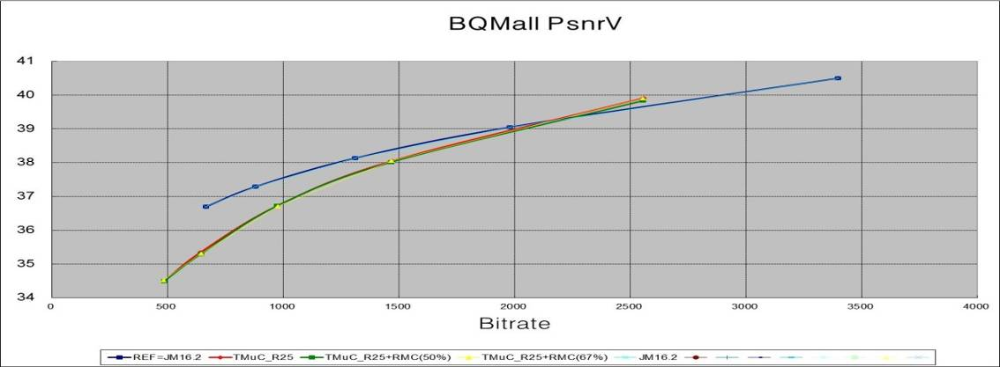 BQMall PsnrV
41
40
39
38
37
36
35
34
0 500 1000 1500 2000 2500 3000 3500 4000
Bitrate
REF=JM16.2 TMuC_R25 TMuC_R25+RMC(50%) TMuC_R25+RMC(67%) JM16.2